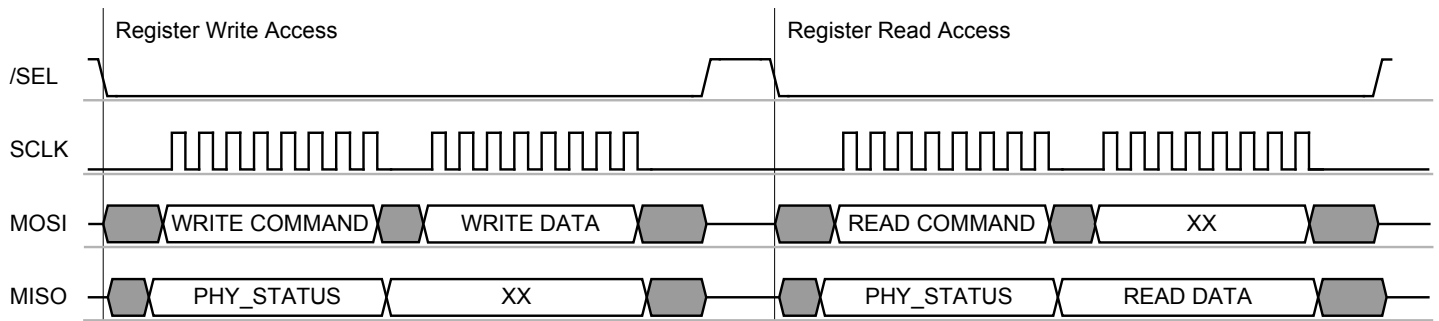 Register Write Access Register Read Access
/SEL
SCLK
MOSI WRITE COMMAND WRITE DATA READ COMMAND XX
MISO PHY_STATUS XX PHY_STATUS READ DATA